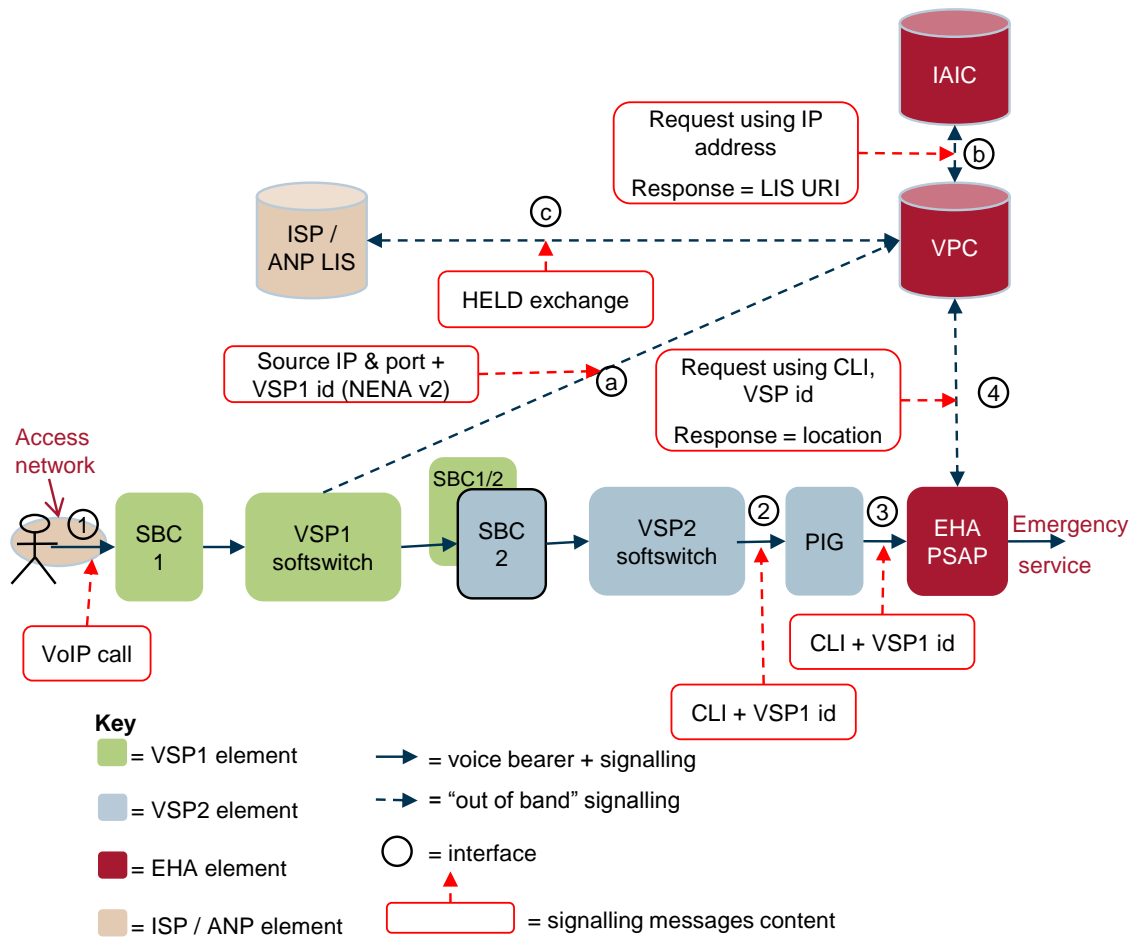 IAIC
Request using IP
address
Response = LIS URI
b
ISP /
ANP LIS
c
VPC
HELD exchange
Source IP & port +
VSP1 id (NENA v2)
a
Request using CLI,
VSP id
Response = location
4
Access
network
1
SBC
1
VSP1
softswitch
SBC1/2
SBC
2
VSP2
softswitch
2
PIG
3
EHA
PSAP
Emergency
service
VoIP call
CLI + VSP1 id
CLI + VSP1 id
Key
= VSP1 element
= voice bearer + signalling
= VSP2 element
= “out of band” signalling
= EHA element
= interface
= ISP / ANP element
= signalling messages content